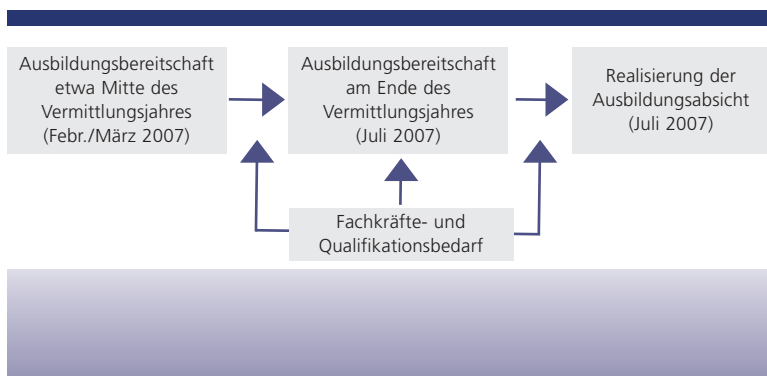 Ausbildungsbereitschaft
etwa Mitte des
Vermittlungsjahres
(Febr./März 2007)
Ausbildungsbereitschaft
am Ende des
Vermittlungsjahres
(Juli 2007)
Realisierung der
Ausbildungsabsicht
(Juli 2007)
Fachkräfte- und
Qualifikationsbedarf